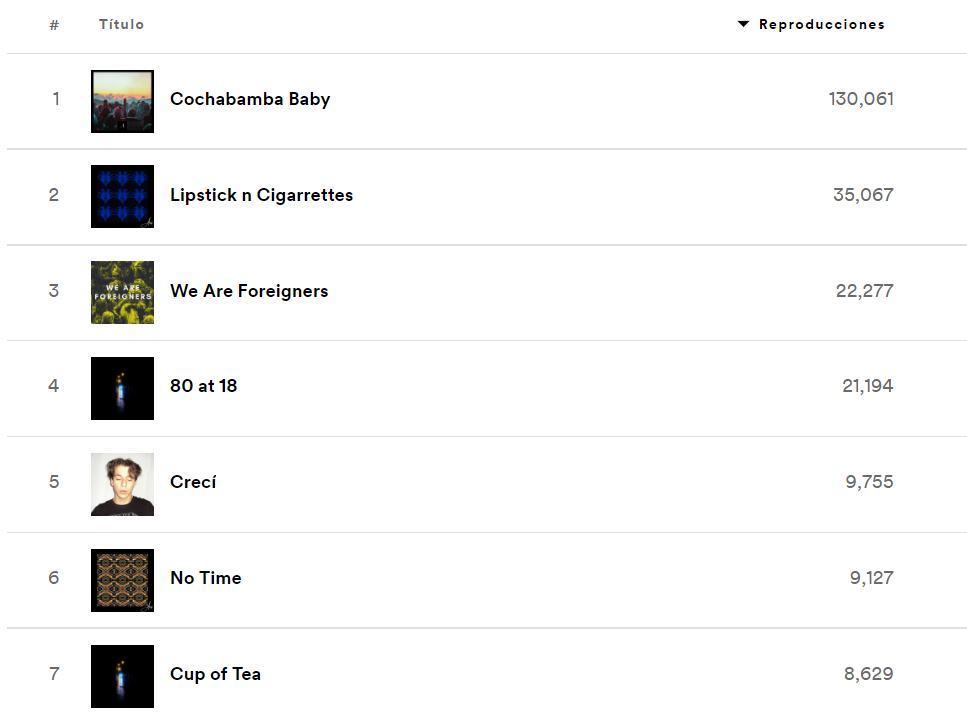 # Título Reproducciones
1 Cochabamba Baby 130,061
2 Lipstick n Cigarrettes 35,067
WE ARE
FOREIGNERS
3 We Are Foreigners 22,277
4 80 at 18 21,194
5 Crecí 9,755
6 No Time 9,127
7 Cup of Tea 8,629